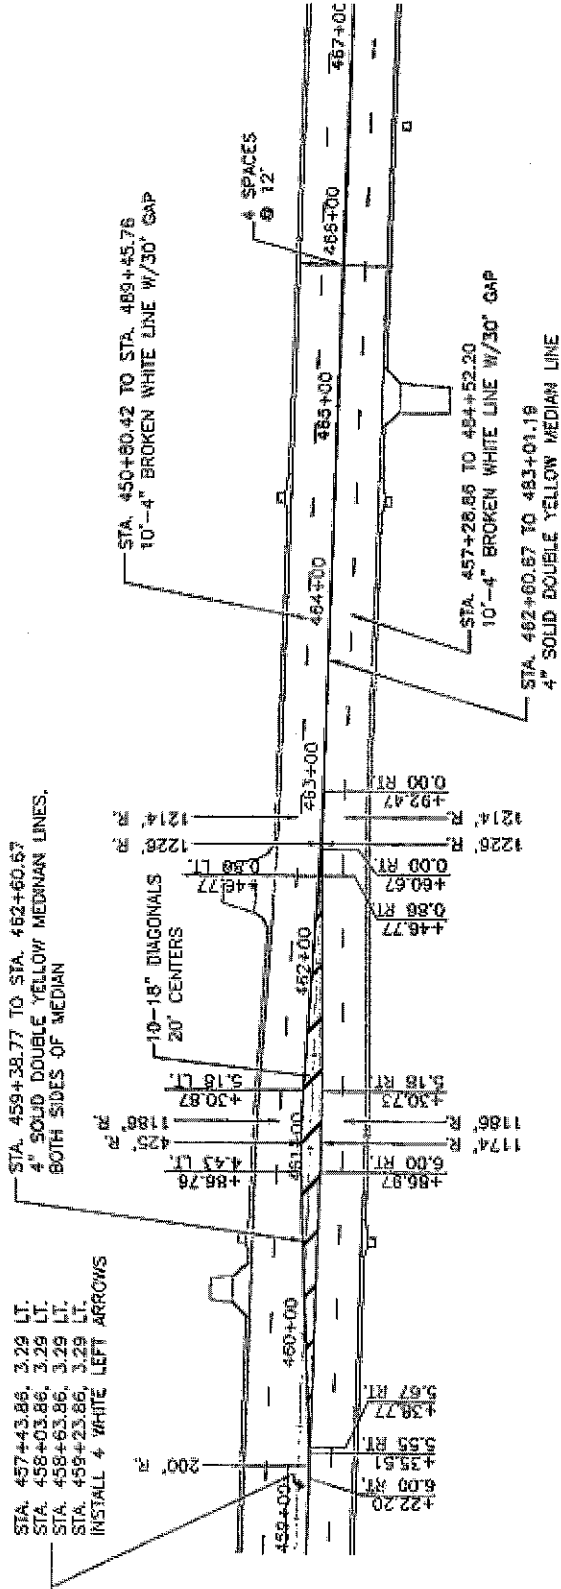 STA. 457+43.86, 3.29 LT.
STA. 458+03.86, 3.29 LT.
STA. 458+63.86, 3.29 LT.
STA. 459+23.86, 3.29 LT.
INSTALL 4 WHITE LEFT ARROWS
STA. 459+38.77 TO STA. 462+60.67
4" SOLID DOUBLE YELLOW MEDINAN LINES,
BOTH SIDES OF MEDIAN
10-18" DIAGONALS
20' CENTERS
STA. 450+80.42 TO STA. 489+45.76
10'-4" BROKEN WHITE LINE W/30' GAP
4 SPACES
@ 12'
200' R.
+86.76
4.43 LT.
425' R.
1186' R.
+30.87
5.18 LT.
+46.77
0.86 LT.
1226' R.
1214' R.
459+00
460+00
461+00
462+00
463+00
464+00
465+00
466+00
467+00
+22.20
6.00 RT.
+35.51
5.55 RT.
+38.77
5.67 RT.
+86.97
6.00 RT.
1174' R.
1186' R.
+30.73
5.18 RT.
+46.77
0.86 RT.
+60.67
0.00 RT.
1226' R.
1214' R.
+92.47
0.00 RT.
STA. 457+28.86 TO 484+52.20
10'-4" BROKEN WHITE LINE W/30' GAP
STA. 462+60.67 TO 483+01.19
4" SOLID DOUBLE YELLOW MEDIAN LINE